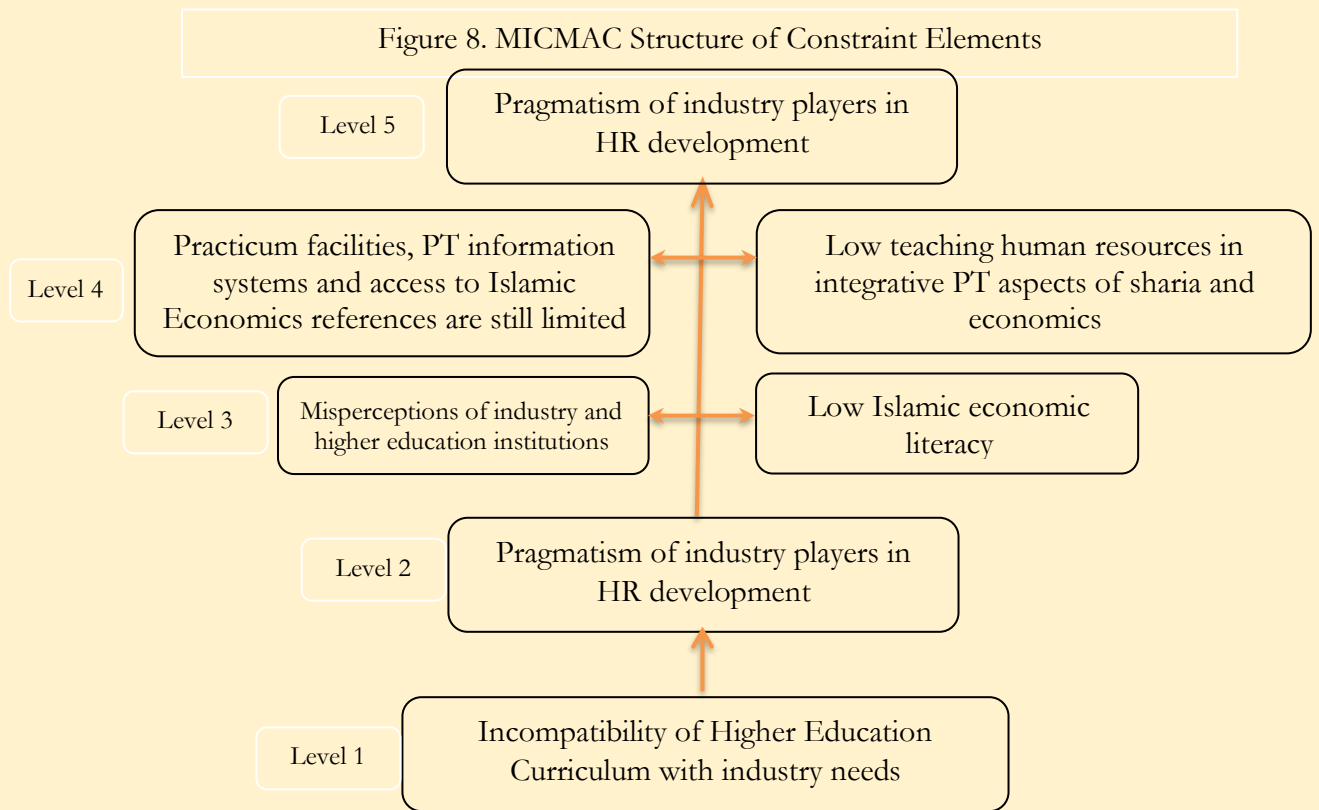 Figure 8. MICMAC Structure of Constraint Elements
Level 5
Pragmatism of industry players in
HR development
Level 4
Practicum facilities, PT information
systems and access to Islamic
Economics references are still limited
Low teaching human resources in
integrative PT aspects of sharia and
economics
Level 3
Misperceptions of industry and
higher education institutions
Low Islamic economic
literacy
Level 2
Pragmatism of industry players in
HR development
Level 1
Incompatibility of Higher Education
Curriculum with industry needs